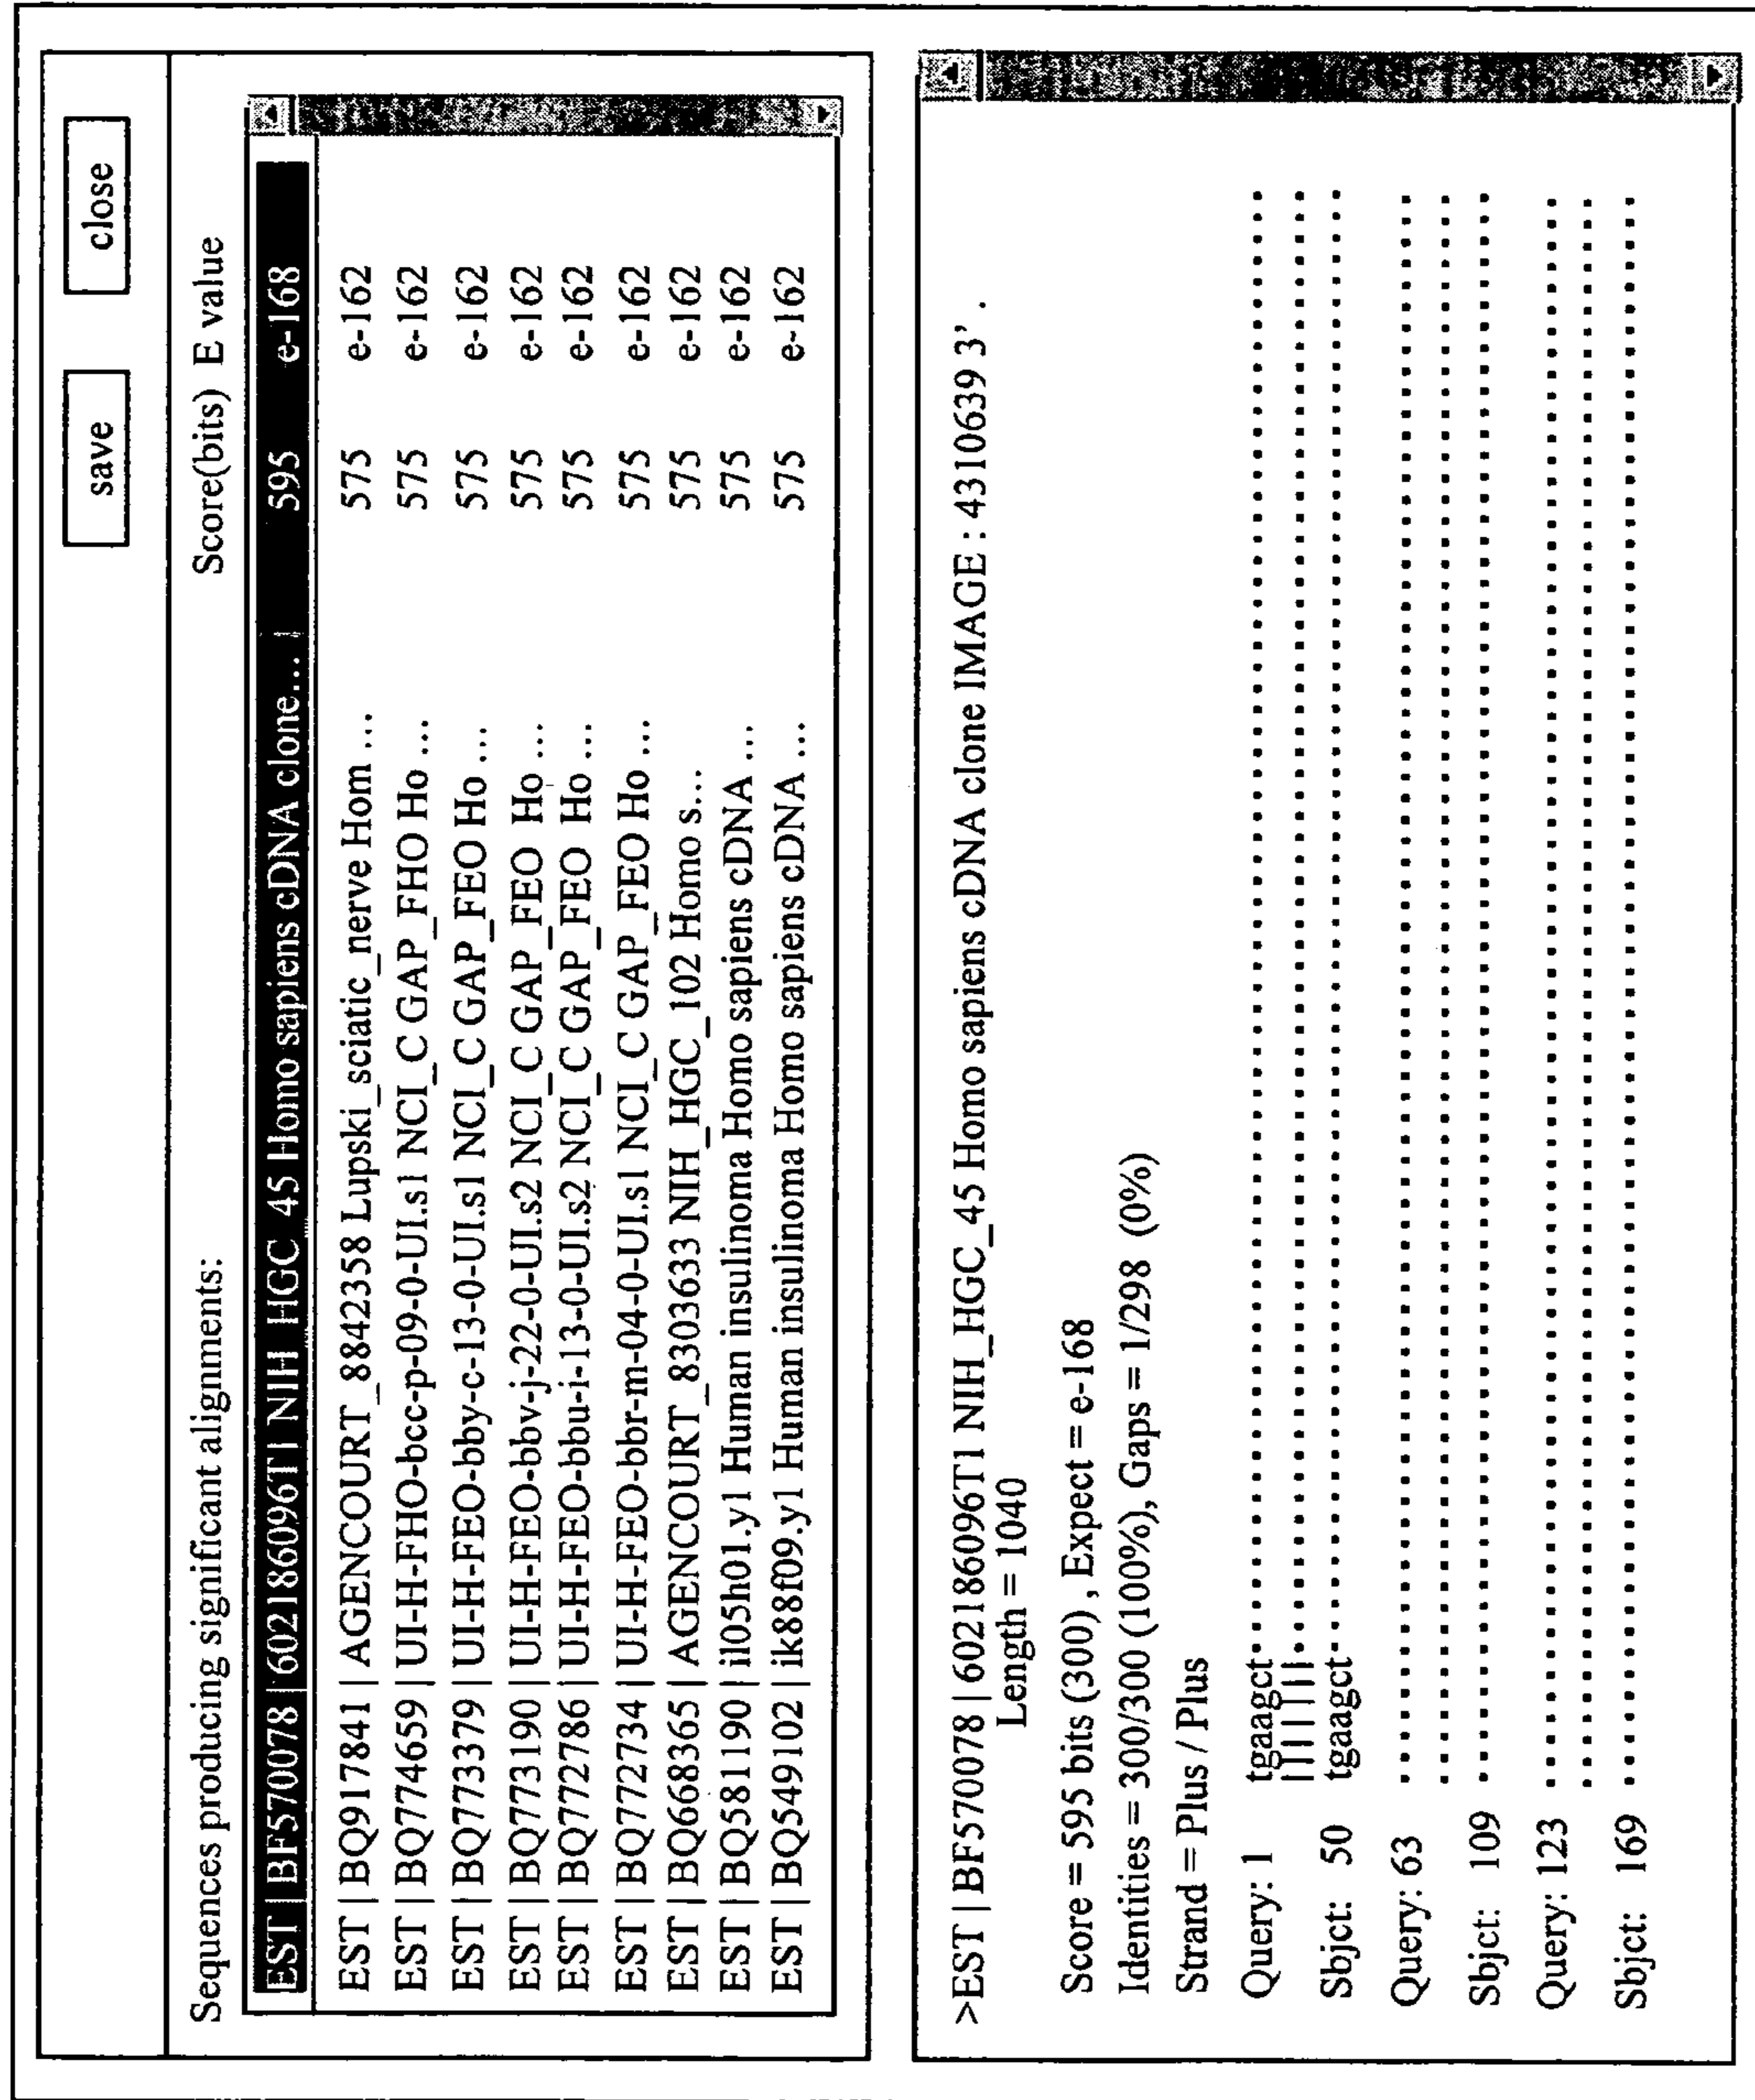 save close
Sequences producing significant alignments: Score(bits) E value
EST | BF570078 | 602186096T1 NIH_HGC_45 Homo sapiens cDNA clone... | 595 e-168
EST | BQ917841 | AGENCOURT_8842358 Lupski_sciatic_nerve Hom ... 575 e-162
EST | BQ774659 | UI-H-FHO-bcc-p-09-0-UI.s1 NCI_C GAP_FHO Ho ... 575 e-162
EST | BQ773379 | UI-H-FEO-bby-c-13-0-UI.s1 NCI_C GAP_FEO Ho ... 575 e-162
EST | BQ773190 | UI-H-FEO-bbv-j-22-0-UI.s2 NCI_C GAP_FEO Ho ... 575 e-162
EST | BQ772786 | UI-H-FEO-bbu-i-13-0-UI.s2 NCI_C GAP_FEO Ho ... 575 e-162
EST | BQ772734 | UI-H-FEO-bbr-m-04-0-UI.s1 NCI_C GAP_FEO Ho ... 575 e-162
EST | BQ668365 | AGENCOURT_8303633 NIH_HGC_102 Homo s... 575 e-162
EST | BQ581190 | il05h01.y1 Human insulinoma Homo sapiens cDNA ... 575 e-162
EST | BQ549102 | ik88f09.y1 Human insulinoma Homo sapiens cDNA ... 575 e-162
>EST | BF570078 | 602186096T1 NIH_HGC_45 Homo sapiens cDNA clone IMAGE : 4310639 3' .
Length = 1040
Score = 595 bits (300) , Expect = e-168
Identities = 300/300 (100%), Gaps = 1/298 (0%)
Strand = Plus / Plus
Query: 1 tgaagct
||||||||
Sbjct: 50 tgaagct
Query: 63
Sbjct: 109
Query: 123
Sbjct: 169